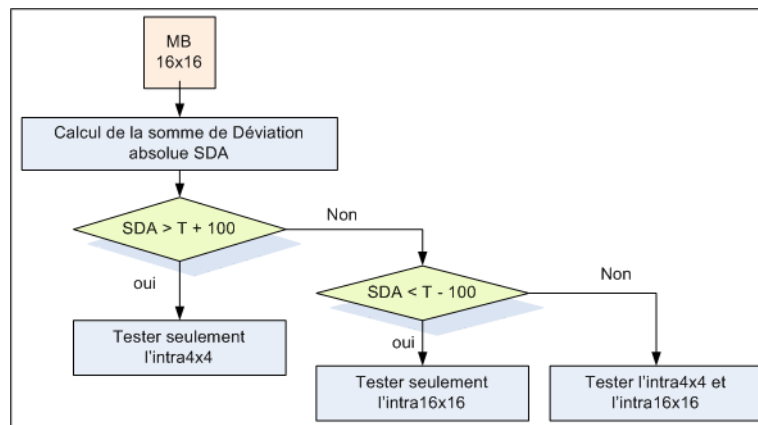 MB
16x16
Calcul de la somme de Déviation
absolue SDA
SDA > T + 100
Non
oui
SDA < T - 100
Non
oui
Tester seulement
l'intra4x4
Tester seulement
l'intra16x16
Tester l'intra4x4 et
l'intra16x16